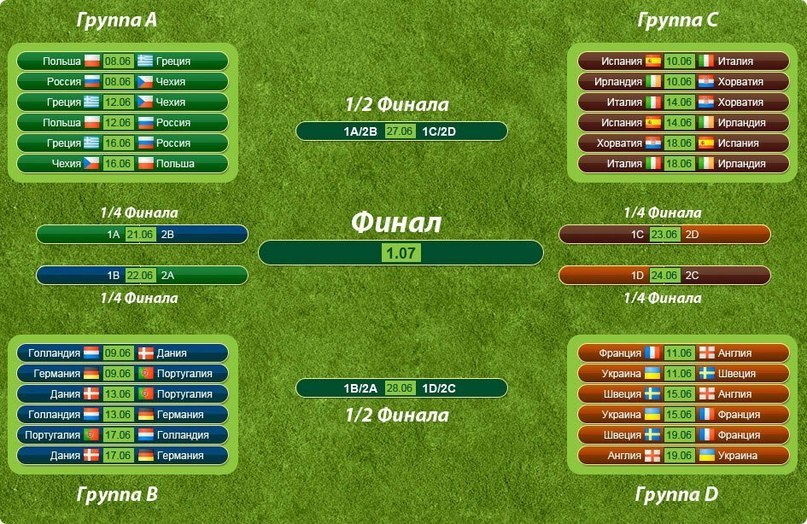 Группа A
Польша 08.06 Греция
Россия 08.06 Чехия
Греция 12.06 Чехия
Польша 12.06 Россия
Греция 16.06 Россия
Чехия 16.06 Польша
1/4 Финала
1A 21.06 2B
1B 22.06 2A
1/4 Финала
Голландия 09.06 Дания
Германия 09.06 Португалия
Дания 13.06 Португалия
Голландия 13.06 Германия
Португалия 17.06 Голландия
Дания 17.06 Германия
Группа B
1/2 Финала
1A/2B 27.06 1C/2D
Финал
1.07
1B/2A 28.06 1D/2C
1/2 Финала
Группа C
Испания 10.06 Италия
Ирландия 10.06 Хорватия
Италия 14.06 Хорватия
Испания 14.06 Ирландия
Хорватия 18.06 Испания
Италия 18.06 Ирландия
1/4 Финала
1C 23.06 2D
1D 24.06 2C
1/4 Финала
Франция 11.06 Англия
Украина 11.06 Швеция
Швеция 15.06 Англия
Украина 15.06 Франция
Швеция 19.06 Франция
Англия 19.06 Украина
Группа D